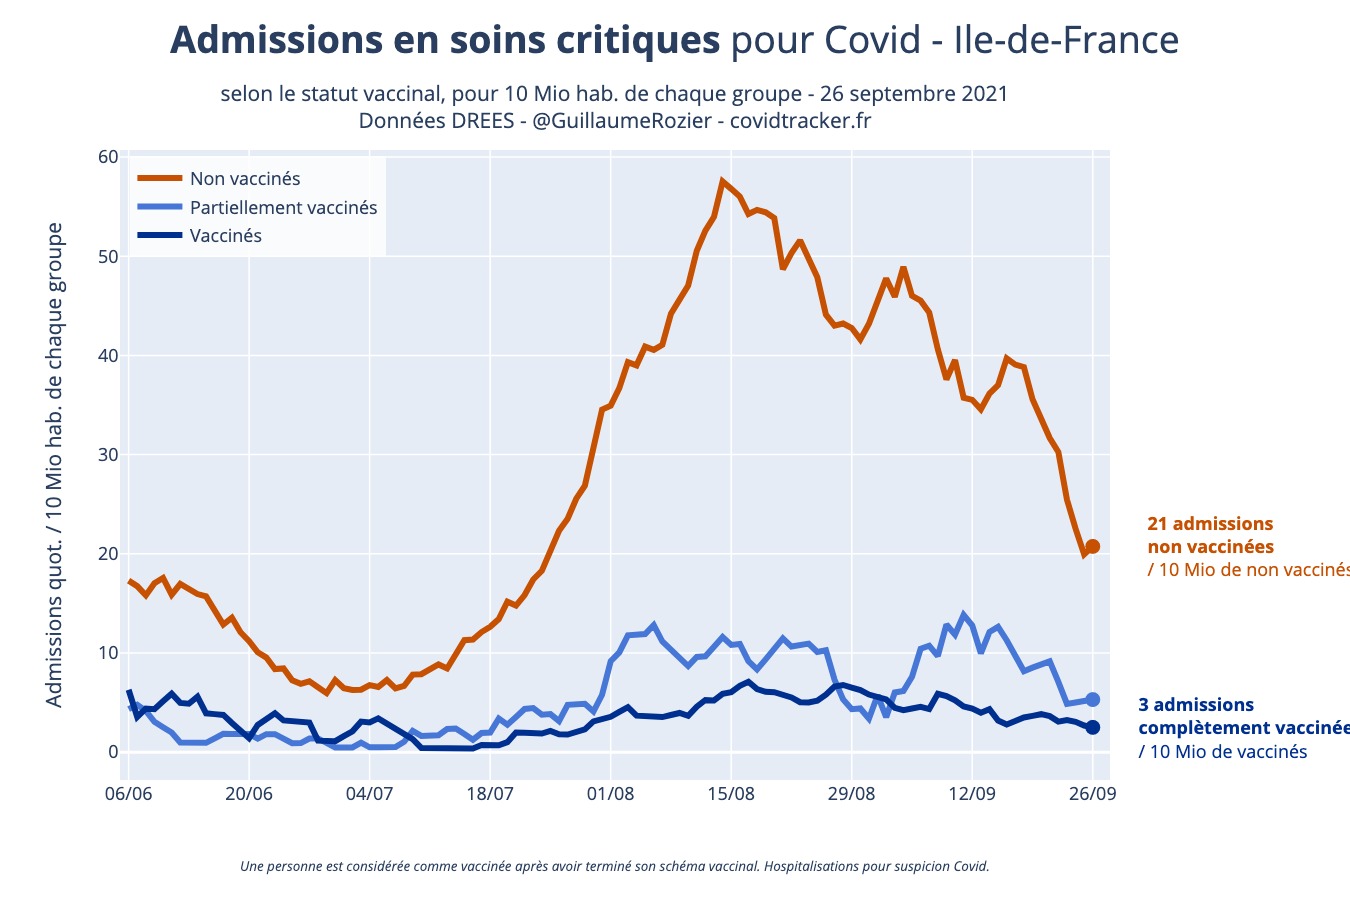 Admissions en soins critiques pour Covid - Ile-de-France
selon le statut vaccinal, pour 10 Mio hab. de chaque groupe - 26 septembre 2021
Données DREES - @GuillaumeRozier - covidtracker.fr
Admissions quot. / 10 Mio hab. de chaque groupe
60
50
40
30
20
10
0
Non vaccinés
Partiellement vaccinés
Vaccinés
21 admissions
non vaccinées
/ 10 Mio de non vaccinés
3 admissions
complètement vaccinée
/ 10 Mio de vaccinés
06/06
20/06
04/07
18/07
01/08
15/08
29/08
12/09
26/09
Une personne est considérée comme vaccinée après avoir terminé son schéma vaccinal. Hospitalisations pour suspicion Covid.